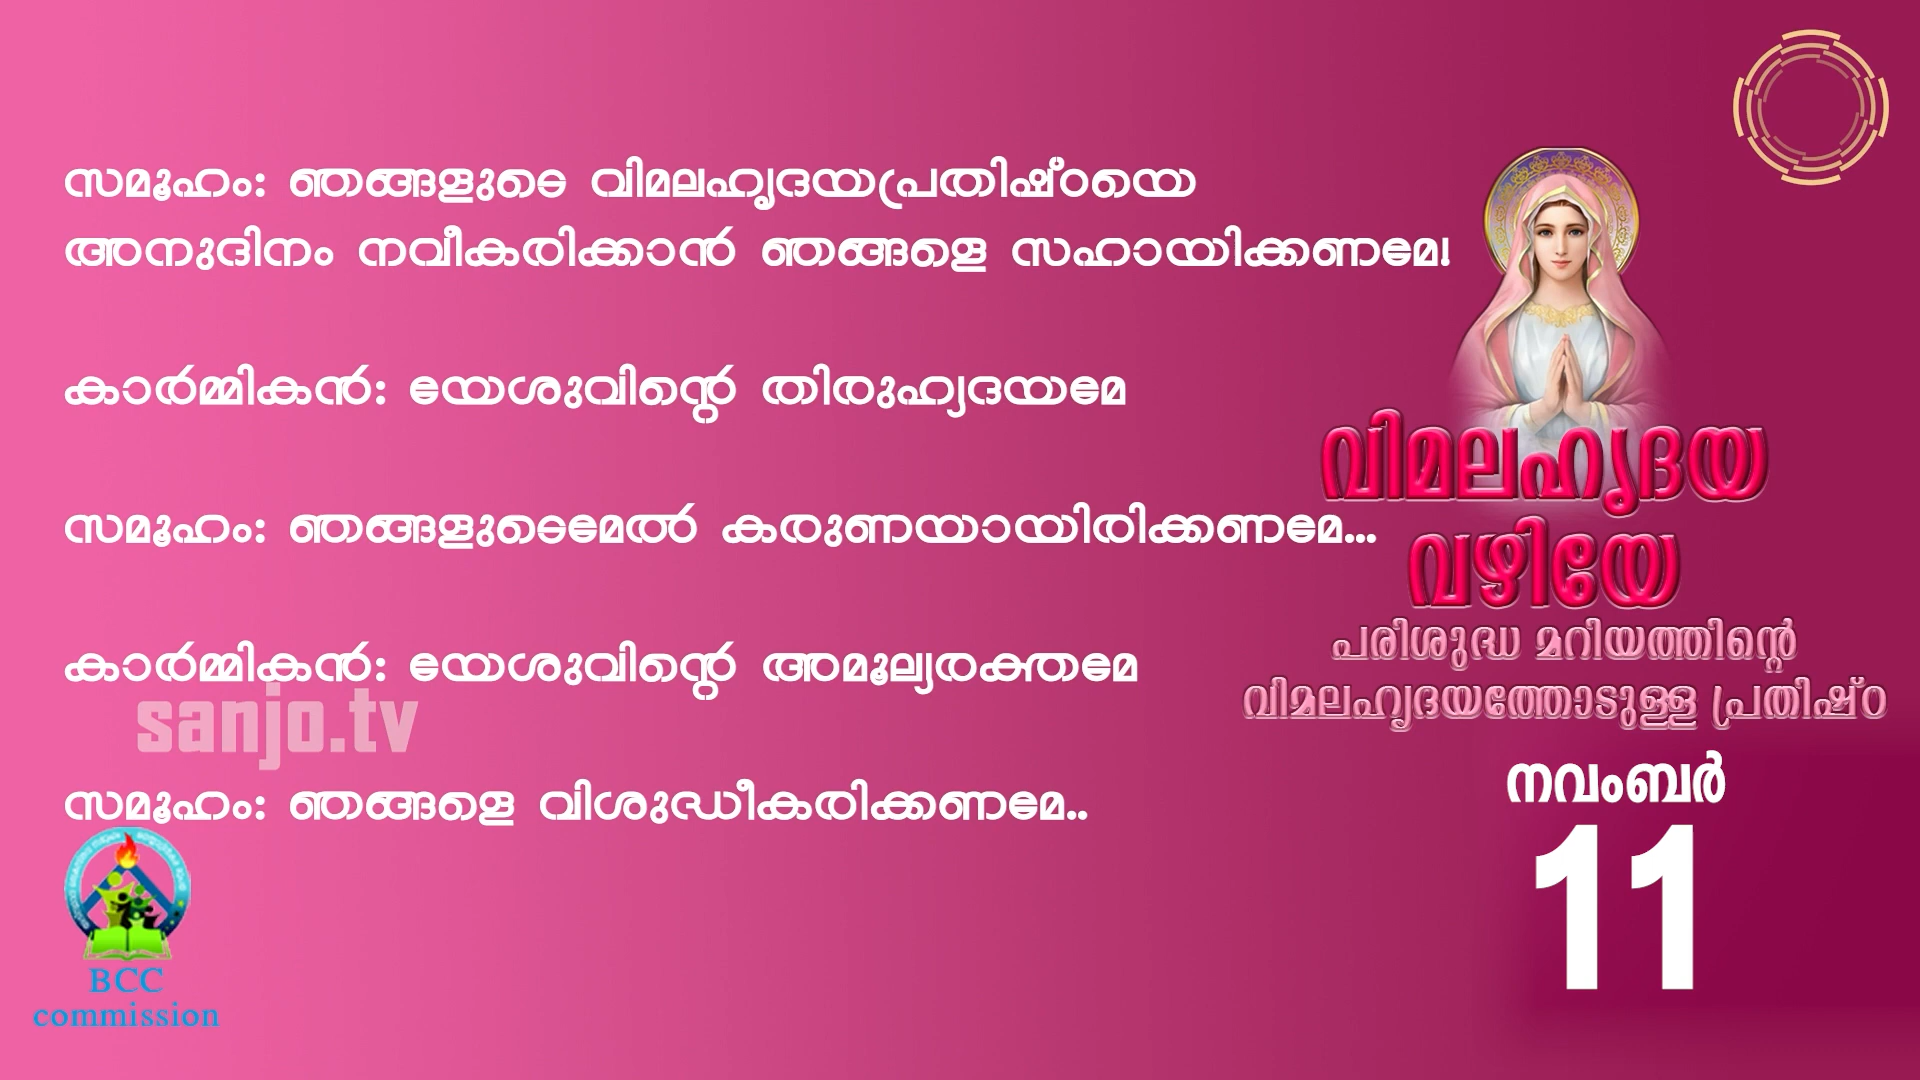 സമൂഹം: ഞങ്ങളുടെ വിമലഹൃദയപ്രതിഷ്ഠയെ
അനുദിനം നവീകരിക്കാൻ ഞങ്ങളെ സഹായിക്കണമേ!
കാർമ്മികൻ: യേശുവിന്റെ തിരുഹ്യദയമേ
സമൂഹം: ഞങ്ങളുടെമേൽ കരുണയായിരിക്കണമേ...
കാർമ്മികൻ: യേശുവിന്റെ അമൂല്യരക്തമേ
sanjo.tv
സമൂഹം: ഞങ്ങളെ വിശുദ്ധീകരിക്കണമേ..
BCC
commission
വിമലഹൃദയ
വഴിയേ
പരിശുദ്ധ മറിയത്തിന്റെ
വിമലഹൃദയത്തോടുള്ള പ്രതിഷ്ഠ
നവംബർ
11